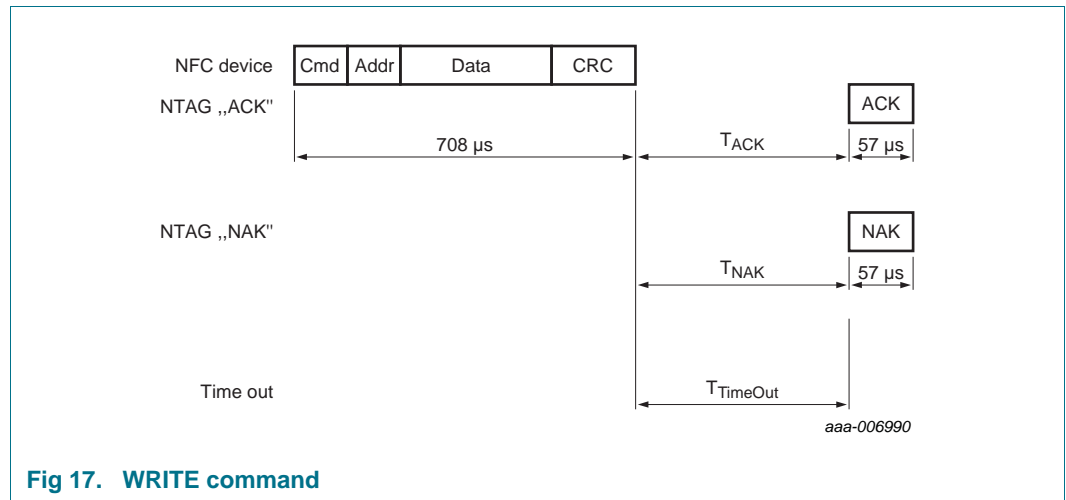 NFC device Cmd Addr Data CRC
NTAG ,,ACK" ACK
708 µs TACK 57 µs
NTAG ,,NAK" NAK
TNAK 57 µs
Time out TTimeOut
aaa-006990
Fig 17. WRITE command